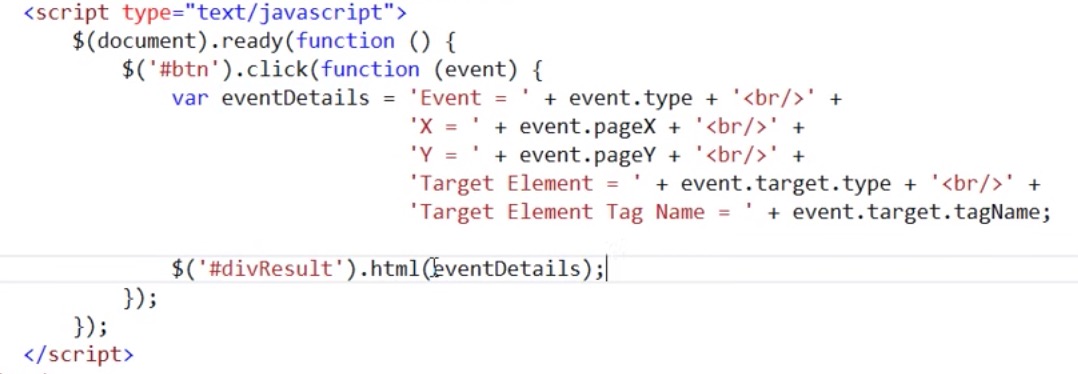 <script type="text/javascript">
$(document).ready(function () {
$('#btn').click(function (event) {
var eventDetails = 'Event = ' + event.type + '<br/>' +
'X = ' + event.pageX + '<br/>' +
'Y = ' + event.pageY + '<br/>' +
'Target Element = ' + event.target.type + '<br/>' +
'Target Element Tag Name = ' + event.target.tagName;
$('#divResult').html(eventDetails);
});
});
</script>